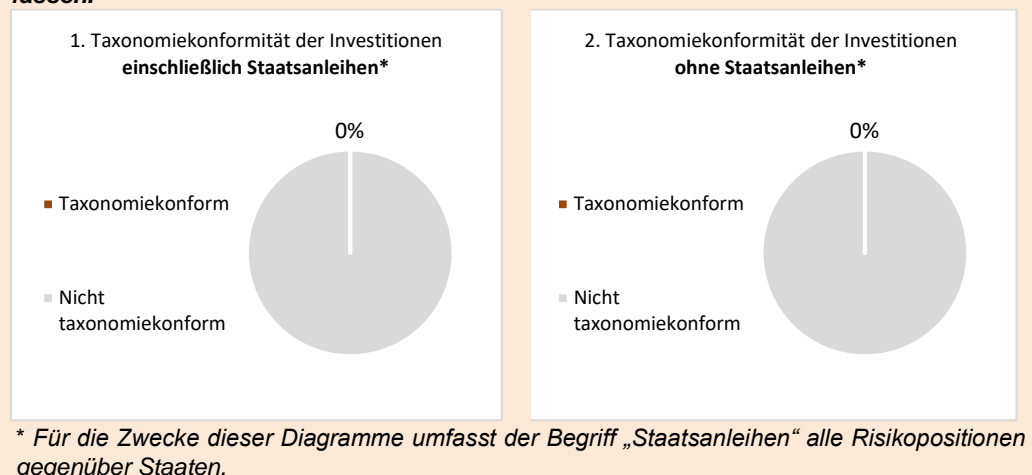 fassen.
1. Taxonomiekonformität der Investitionen
einschließlich Staatsanleihen*
0%
Taxonomiekonform
Nicht
taxonomiekonform
2. Taxonomiekonformität der Investitionen
ohne Staatsanleihen*
0%
Taxonomiekonform
Nicht
taxonomiekonform
* Für die Zwecke dieser Diagramme umfasst der Begriff „Staatsanleihen“ alle Risikopositionen
gegenüber Staaten.